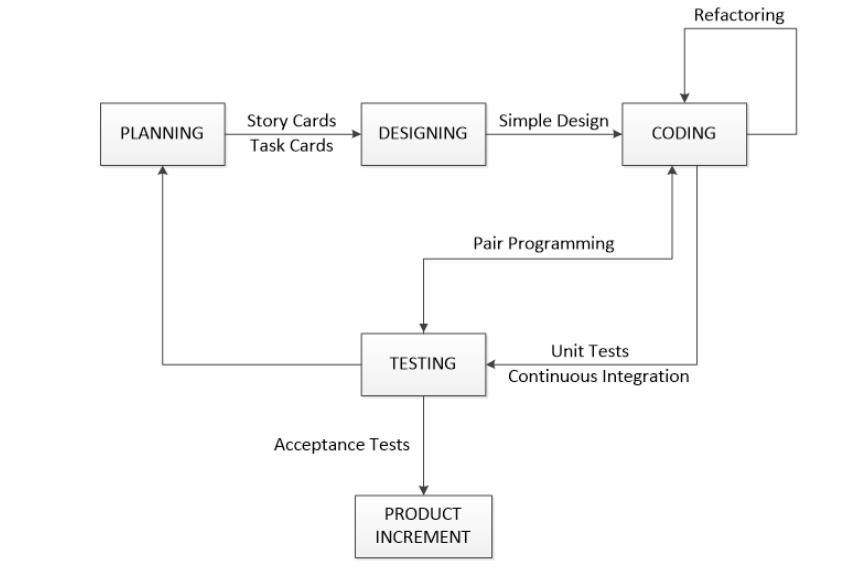 Refactoring
PLANNING
Story Cards
Task Cards
DESIGNING
Simple Design
CODING
Pair Programming
TESTING
Unit Tests
Continuous Integration
Acceptance Tests
PRODUCT
INCREMENT